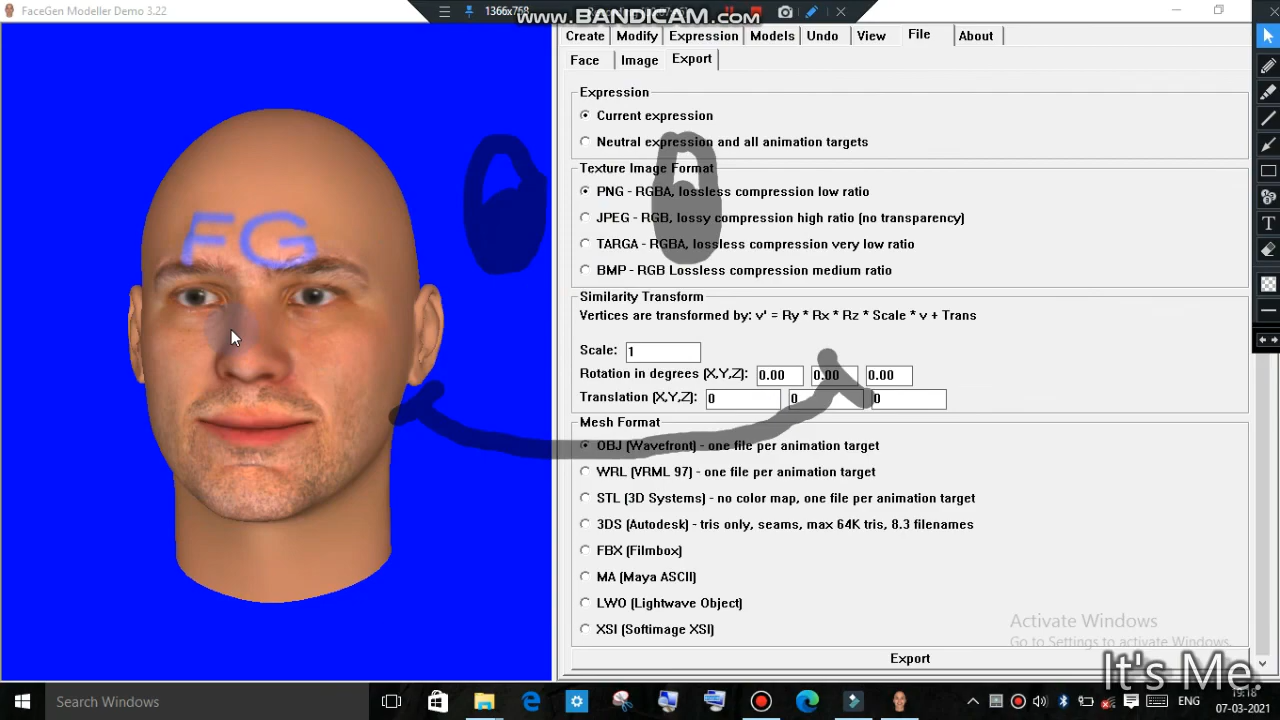 FaceGen Modeller Demo 3.22
1366x768
www.BANDICAM.com
Create Modify Expression Models Undo View File About
Face Image Export
Expression
Current expression
Neutral expression and all animation targets
Texture Image Format
PNG - RGBA, lossless compression low ratio
JPEG - RGB, lossy compression high ratio (no transparency)
TARGA - RGBA, lossless compression very low ratio
BMP - RGB Lossless compression medium ratio
Similarity Transform
Vertices are transformed by: v' = Ry * Rx * Rz * Scale * v + Trans
Scale: 1
Rotation in degrees (X,Y,Z): 0.00 0.00 0.00
Translation (X,Y,Z): 0 0 0
Mesh Format
OBJ (Wavefront) - one file per animation target
WRL (VRML 97) - one file per animation target
STL (3D Systems) - no color map, one file per animation target
3DS (Autodesk) - tris only, seams, max 64K tris, 8.3 filenames
FBX (Filmbox)
MA (Maya ASCII)
LWO (Lightwave Object)
XSI (Softimage XSI)
Export
FG
Activate Windows
Go to Settings to activate Windows.
It's Me
Search Windows
ENG
19:18
07-03-2021